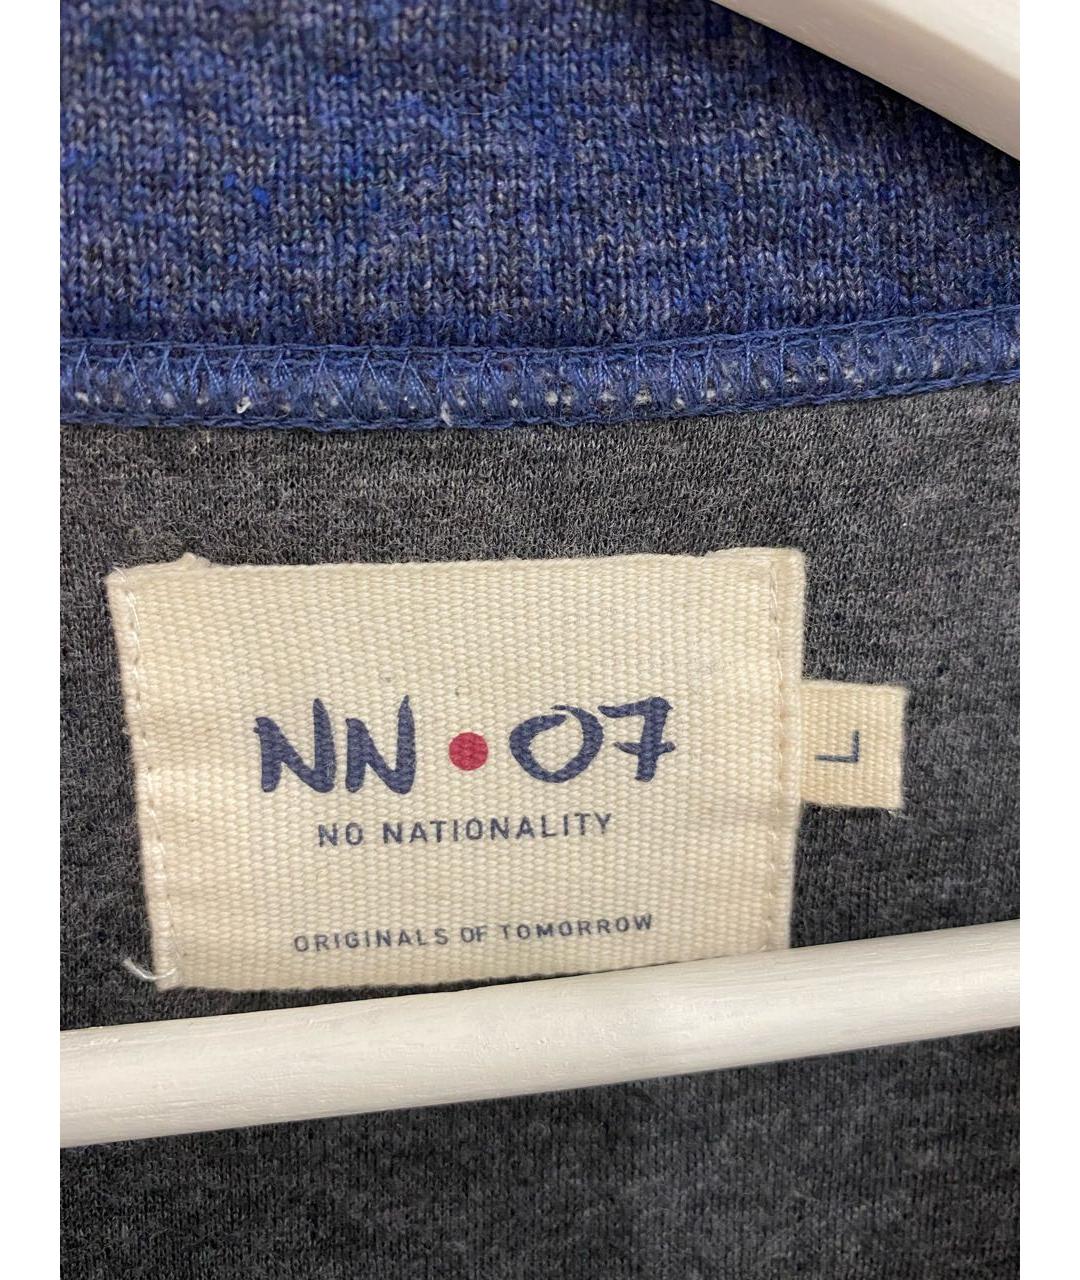 NN•07
L
NO NATIONALITY
ORIGINALS OF TOMORROW